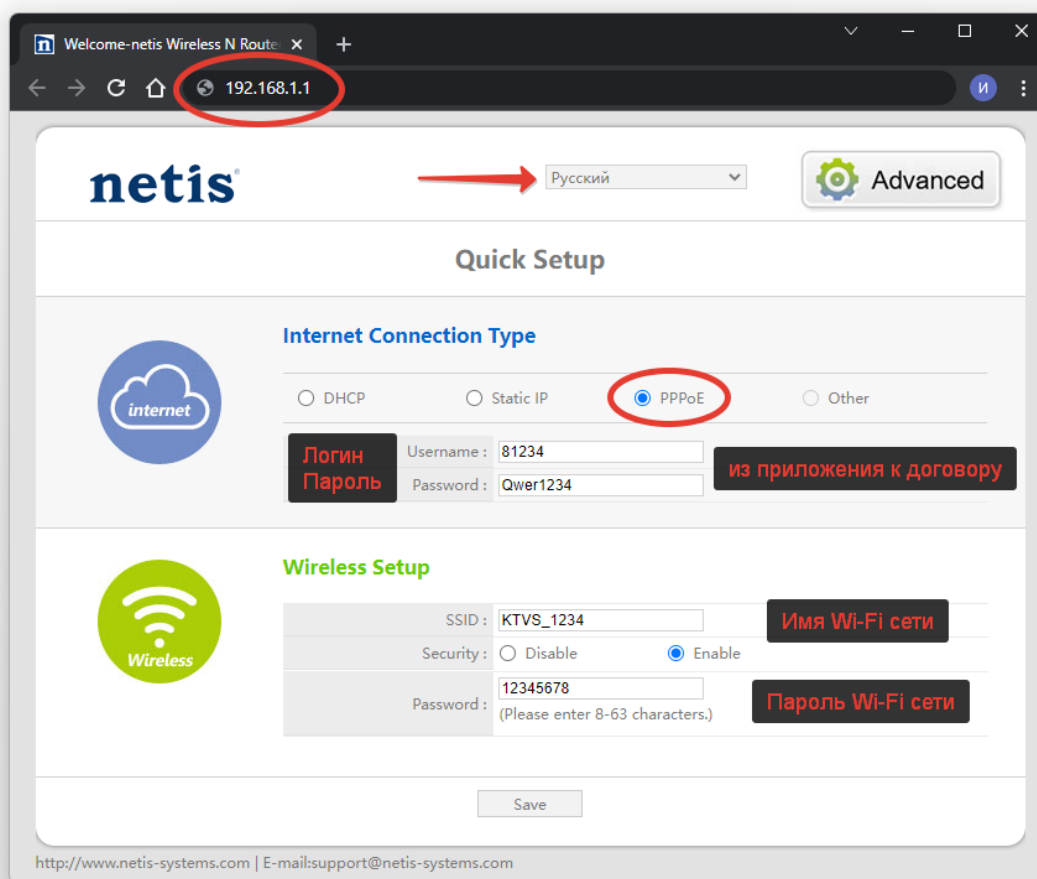 Welcome-netis Wireless N Route
192.168.1.1
И
netis
Русский
Advanced
Quick Setup
Internet Connection Type
internet
DHCP Static IP PPPoE Other
Логин Username : 81234
Пароль Password : Qwer1234
из приложения к договору
Wireless Setup
Wireless
SSID : KTVS_1234 Имя Wi-Fi сети
Security : Disable Enable
Password : 12345678 Пароль Wi-Fi сети
(Please enter 8-63 characters.)
Save
http://www.netis-systems.com | E-mail:support@netis-systems.com